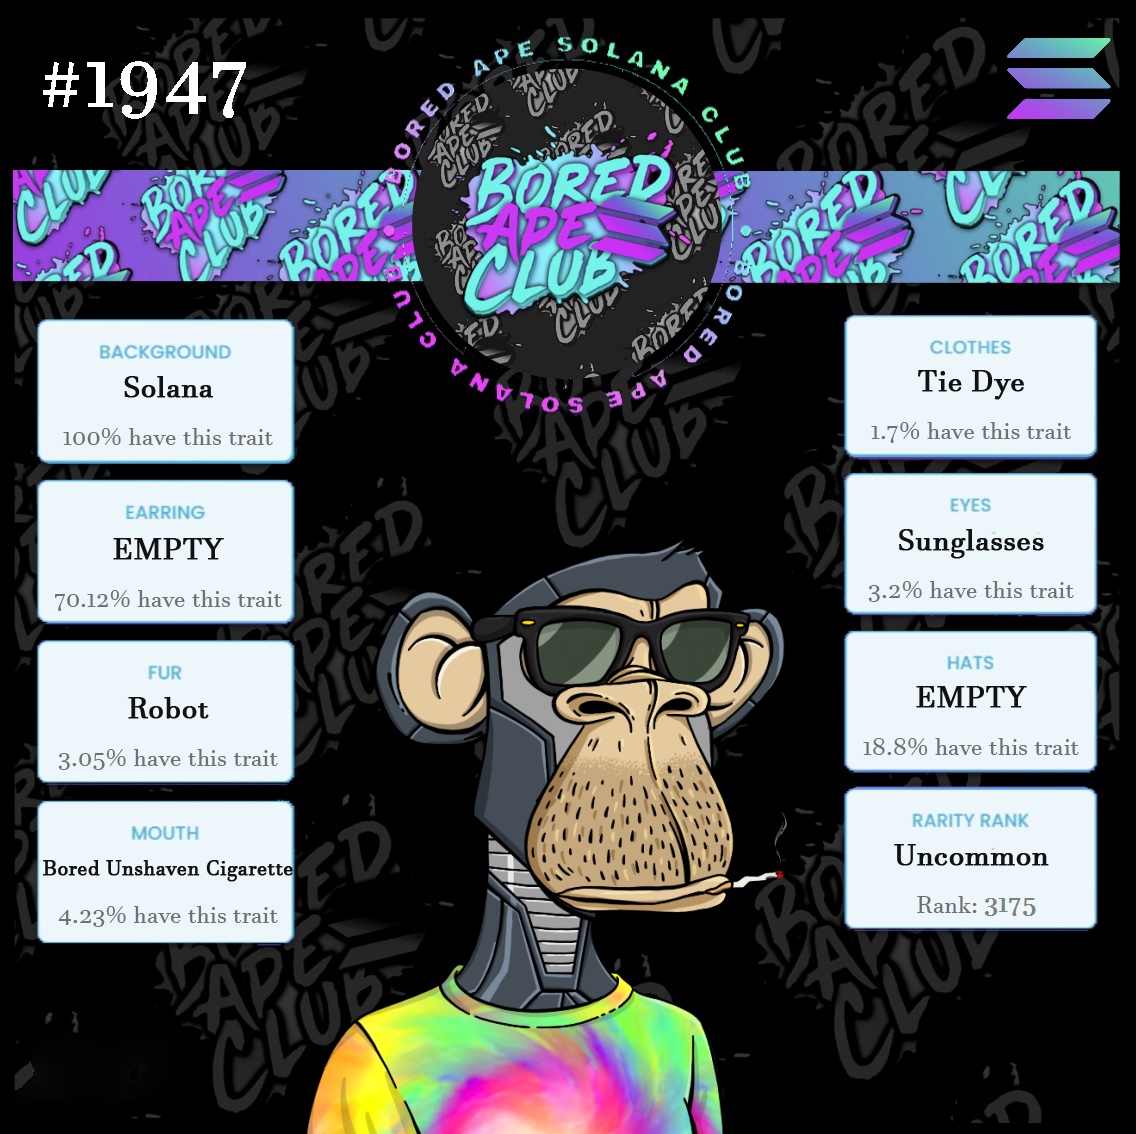 #1947
BORED APE SOLANA CLUB
BORED APE SOLANA CLUB
BORED
APE
CLUB
BACKGROUND
Solana
100% have this trait
EARRING
EMPTY
70.12% have this trait
FUR
Robot
3.05% have this trait
MOUTH
Bored Unshaven Cigarette
4.23% have this trait
CLOTHES
Tie Dye
1.7% have this trait
EYES
Sunglasses
3.2% have this trait
HATS
EMPTY
18.8% have this trait
RARITY RANK
Uncommon
Rank: 3175